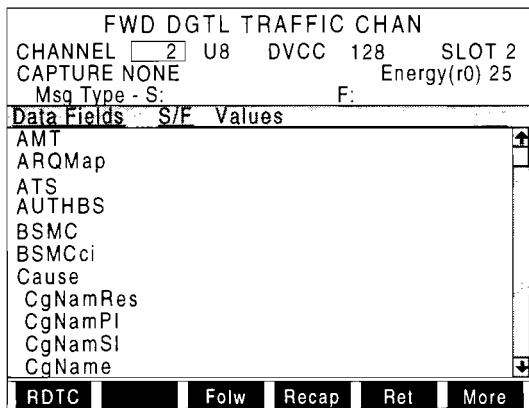 FWD DGTL TRAFFIC CHAN
CHANNEL 2 U8 DVCC 128 SLOT 2
CAPTURE NONE Energy(r0) 25
Msg Type - S: F:
Data Fields S/F Values
AMT
ARQMap
ATS
AUTHBS
BSMC
BSMCci
Cause
CgNamRes
CgNamPI
CgNamSI
CgName
RDTC Folw Recap Ret More